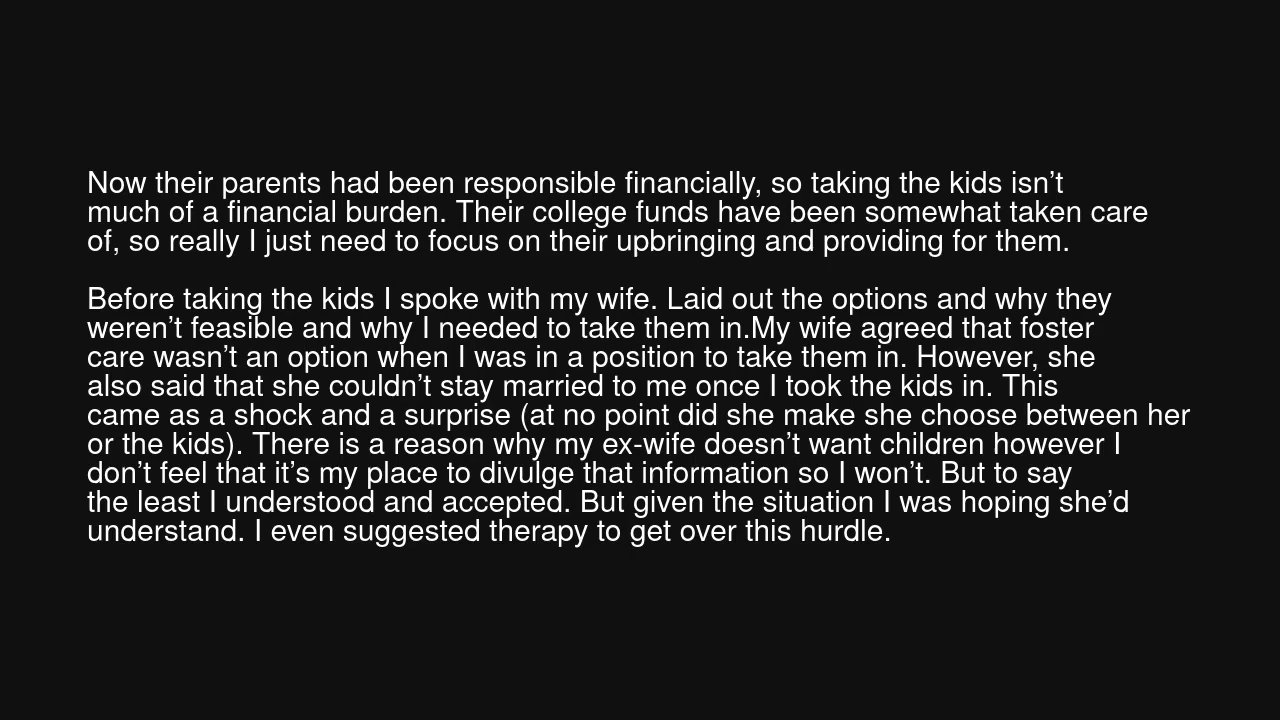 Now their parents had been responsible financially, so taking the kids isn’t
much of a financial burden. Their college funds have been somewhat taken care
of, so really I just need to focus on their upbringing and providing for them.
Before taking the kids I spoke with my wife. Laid out the options and why they
weren’t feasible and why I needed to take them in.My wife agreed that foster
care wasn’t an option when I was in a position to take them in. However, she
also said that she couldn’t stay married to me once I took the kids in. This
came as a shock and a surprise (at no point did she make she choose between her
or the kids). There is a reason why my ex-wife doesn’t want children however I
don’t feel that it’s my place to divulge that information so I won’t. But to say
the least I understood and accepted. But given the situation I was hoping she’d
understand. I even suggested therapy to get over this hurdle.